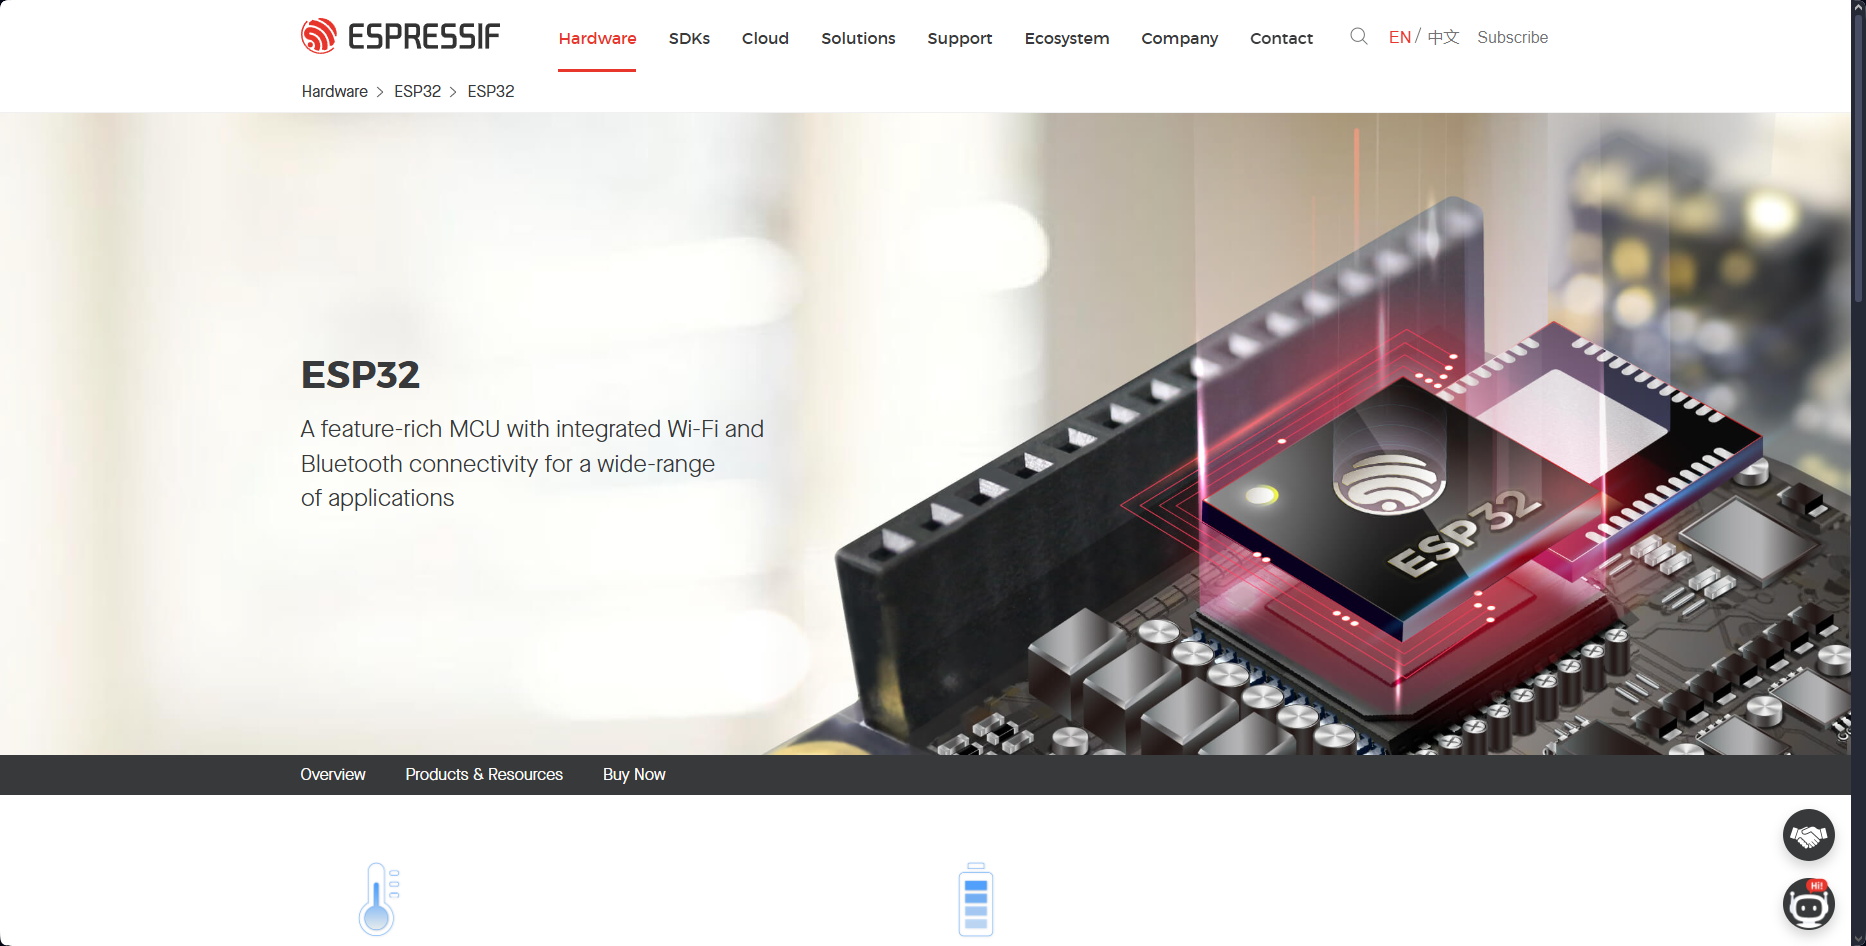 ESPRESSIF
Hardware SDKs Cloud Solutions Support Ecosystem Company Contact EN / 中文 Subscribe
Hardware > ESP32 > ESP32
ESP32
A feature-rich MCU with integrated Wi-Fi and
Bluetooth connectivity for a wide-range
of applications
ESP32
Overview Products & Resources Buy Now
Hi!